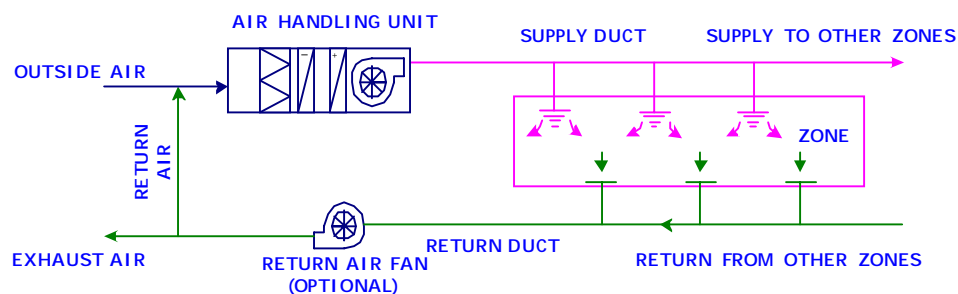 AIR HANDLING UNIT
SUPPLY DUCT
SUPPLY TO OTHER ZONES
OUTSIDE AIR
−
+
ZONE
RETURN
AIR
EXHAUST AIR
RETURN AIR FAN
(OPTIONAL)
RETURN DUCT
RETURN FROM OTHER ZONES